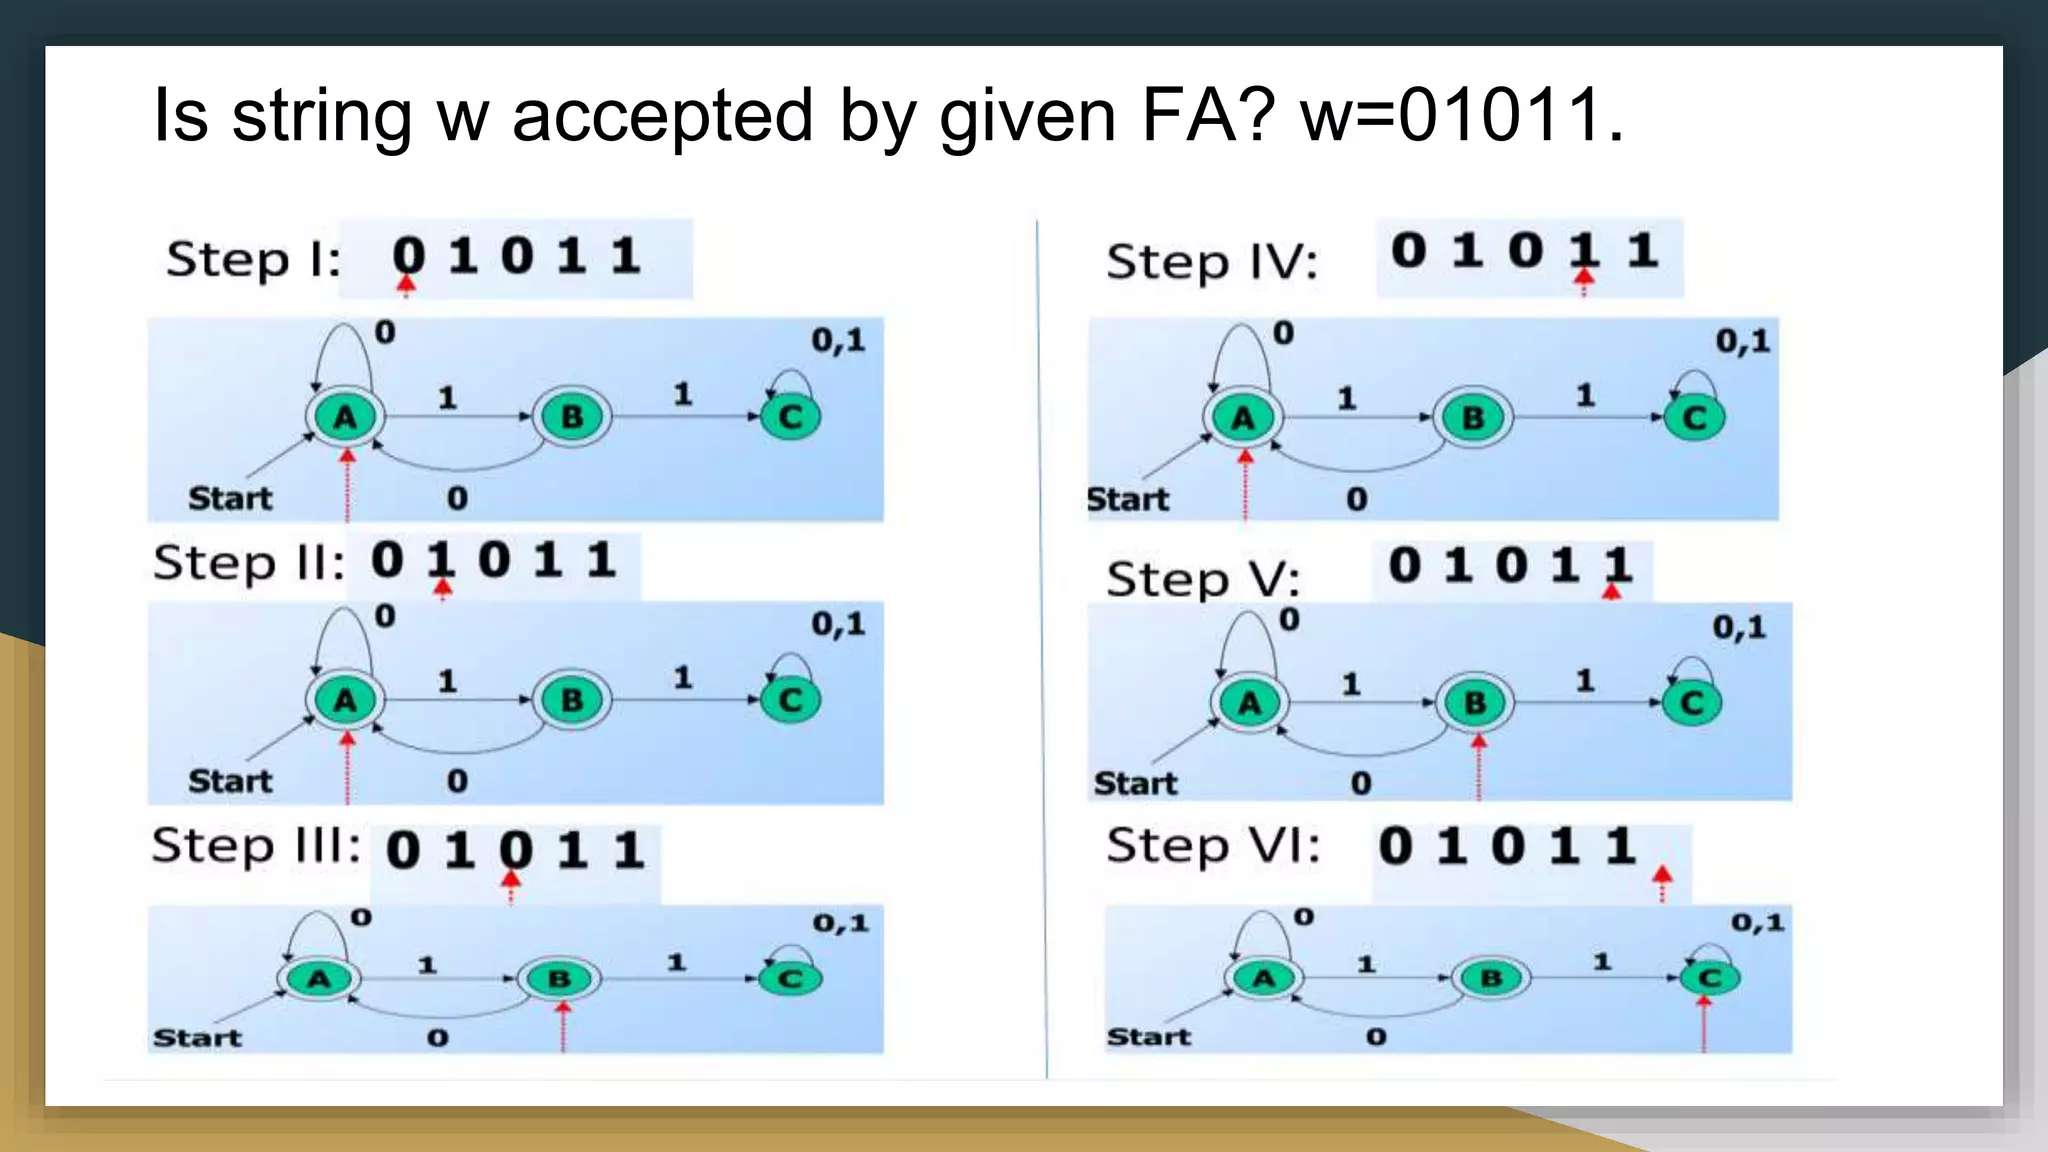 Is string w accepted by given FA? w=01011.
Step I: 0 1 0 1 1
0
0,1
1
1
A
B
C
Start
0
Step II: 0 1 0 1 1
0
0,1
1
1
A
B
C
Start
0
Step III: 0 1 0 1 1
0
0,1
1
1
A
B
C
Start
0
Step IV: 0 1 0 1 1
0
0,1
1
1
A
B
C
Start
0
Step V: 0 1 0 1 1
0
0,1
1
1
A
B
C
Start
0
Step VI: 0 1 0 1 1
0
0,1
1
1
A
B
C
Start
0